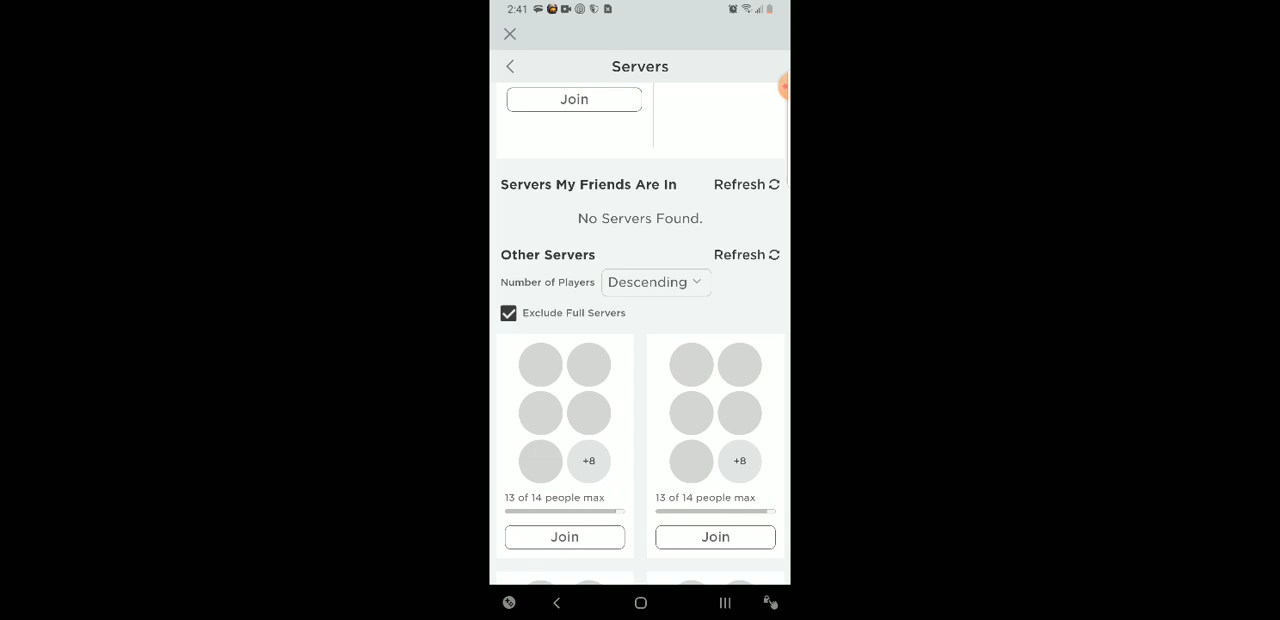 2:41
Servers
Join
Servers My Friends Are In Refresh
No Servers Found.
Other Servers Refresh
Number of Players Descending
Exclude Full Servers
+8 +8
13 of 14 people max 13 of 14 people max
Join Join